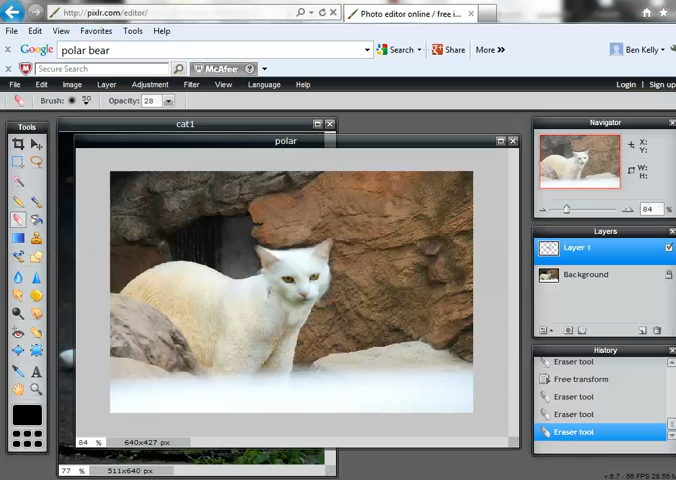 http://pixlr.com/editor/
Photo editor online / free i...
File Edit View Favorites Tools Help
x Google polar bear Search Share More >> Ben Kelly
x Secure Search McAfee
File Edit Image Layer Adjustment Filter View Language Help Login Sign up
Brush: 50 Opacity: 28
Tools
cat1
polar
Navigator
X:
Y:
W:
H:
84 %
Layers
Layer 1
Background
History
Eraser tool
Free transform
Eraser tool
Eraser tool
Eraser tool
84 % 640x427 px
77 % 511x640 px